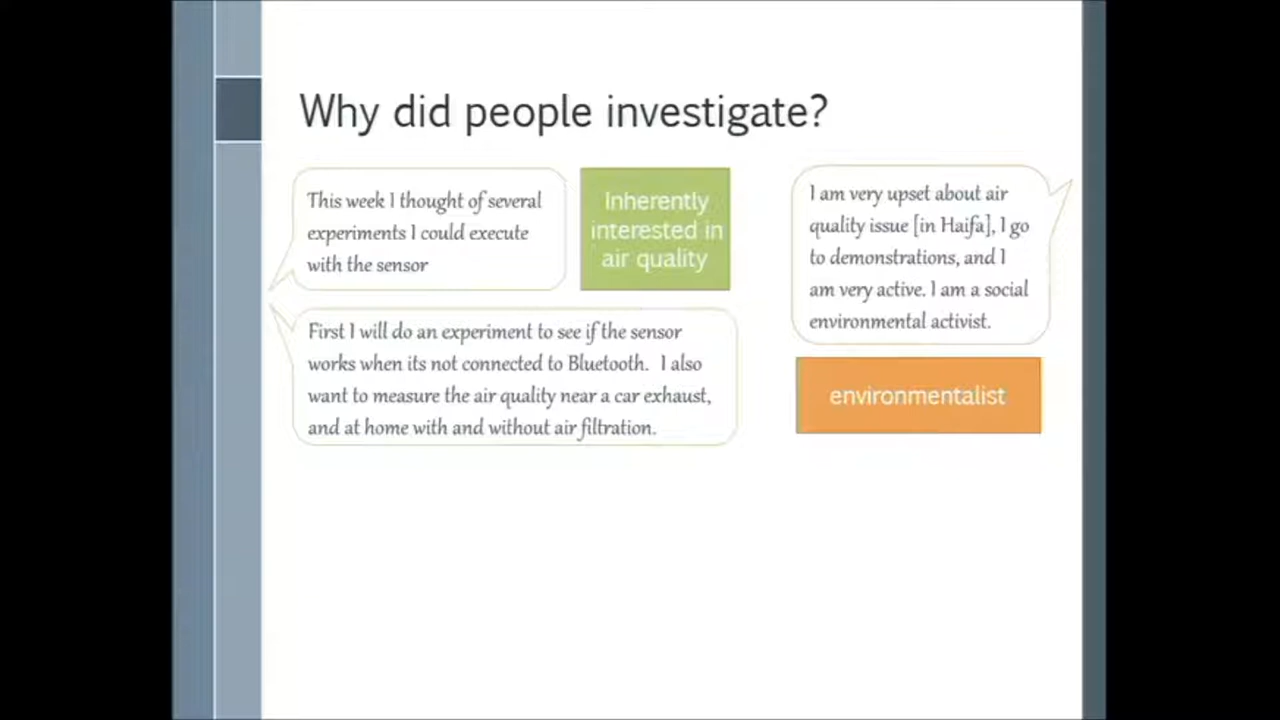 Why did people investigate?
This week I thought of several
experiments I could execute
with the sensor
Inherently
interested in
air quality
First I will do an experiment to see if the sensor
works when its not connected to Bluetooth. I also
want to measure the air quality near a car exhaust,
and at home with and without air filtration.
I am very upset about air
quality issue [in Haifa], I go
to demonstrations, and I
am very active. I am a social
environmental activist.
environmentalist